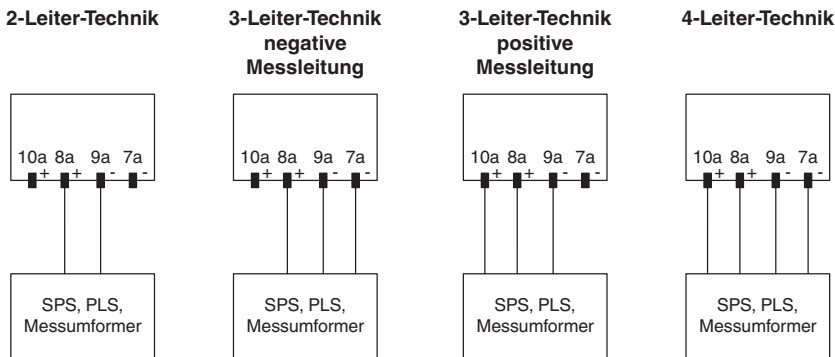 2-Leiter-Technik
3-Leiter-Technik
negative
Messleitung
3-Leiter-Technik
positive
Messleitung
4-Leiter-Technik
10a 8a 9a 7a
+ + - -
10a 8a 9a 7a
+ + - -
10a 8a 9a 7a
+ + - -
10a 8a 9a 7a
+ + - -
SPS, PLS,
Messumformer
SPS, PLS,
Messumformer
SPS, PLS,
Messumformer
SPS, PLS,
Messumformer